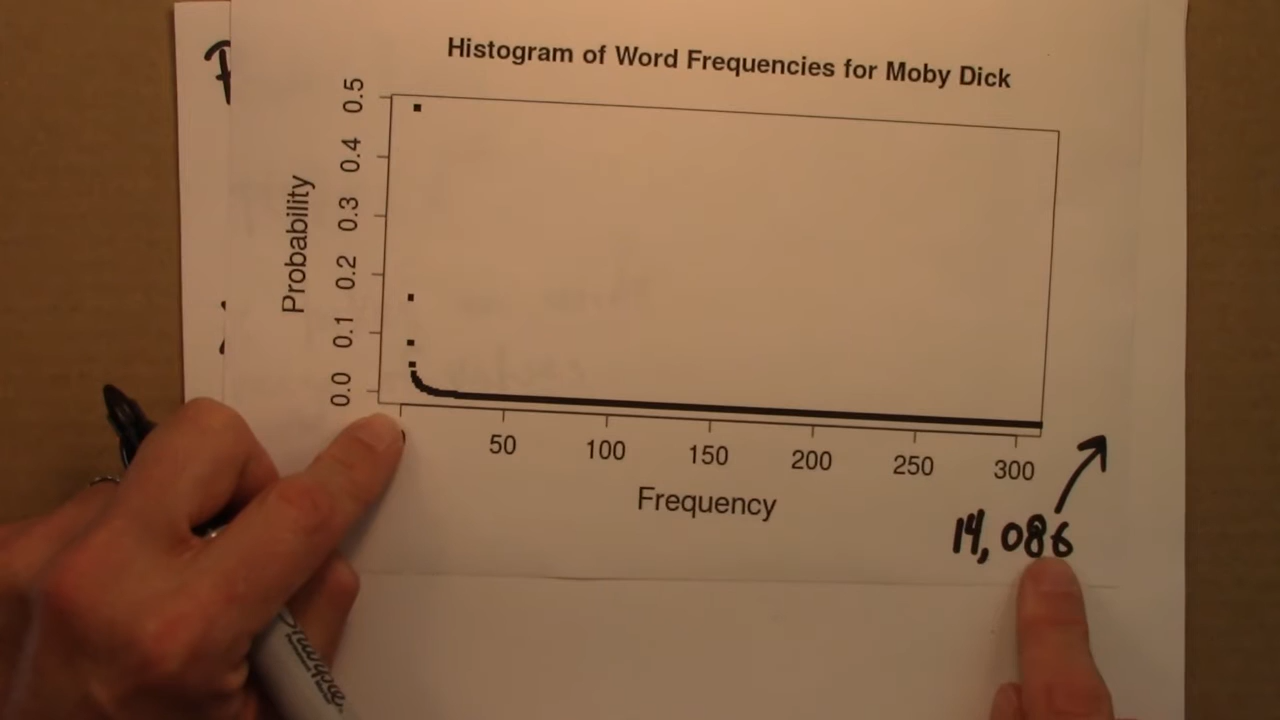 Histogram of Word Frequencies for Moby Dick
Probability
0.5
0.4
0.3
0.2
0.1
0.0
50 100 150 200 250 300
Frequency
14,086
Sharpie